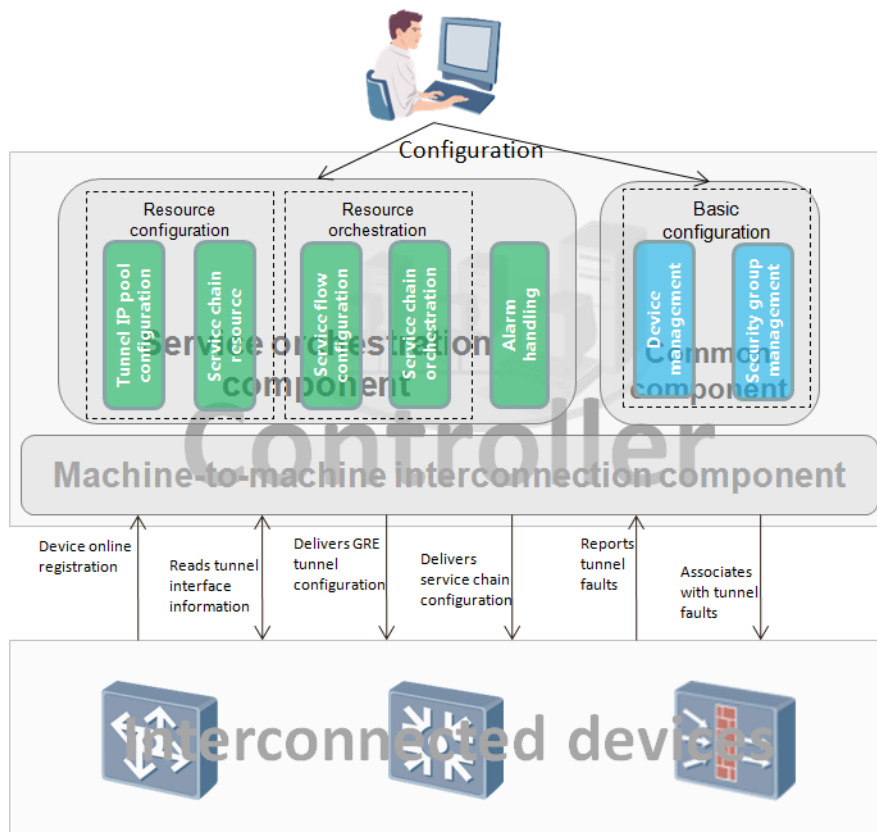 Configuration
Resource
configuration
Resource
orchestration
Basic
configuration
Tunnel IP pool
configuration
Service chain
resource
Service flow
configuration
Service chain
orchestration
Alarm
handling
Device
management
Security group
management
Service orchestration
component
Common
component
Controller
Machine-to-machine interconnection component
Device online
registration
Reads tunnel
interface
information
Delivers GRE
tunnel
configuration
Delivers
service chain
configuration
Reports
tunnel
faults
Associates
with tunnel
faults
Interconnected devices